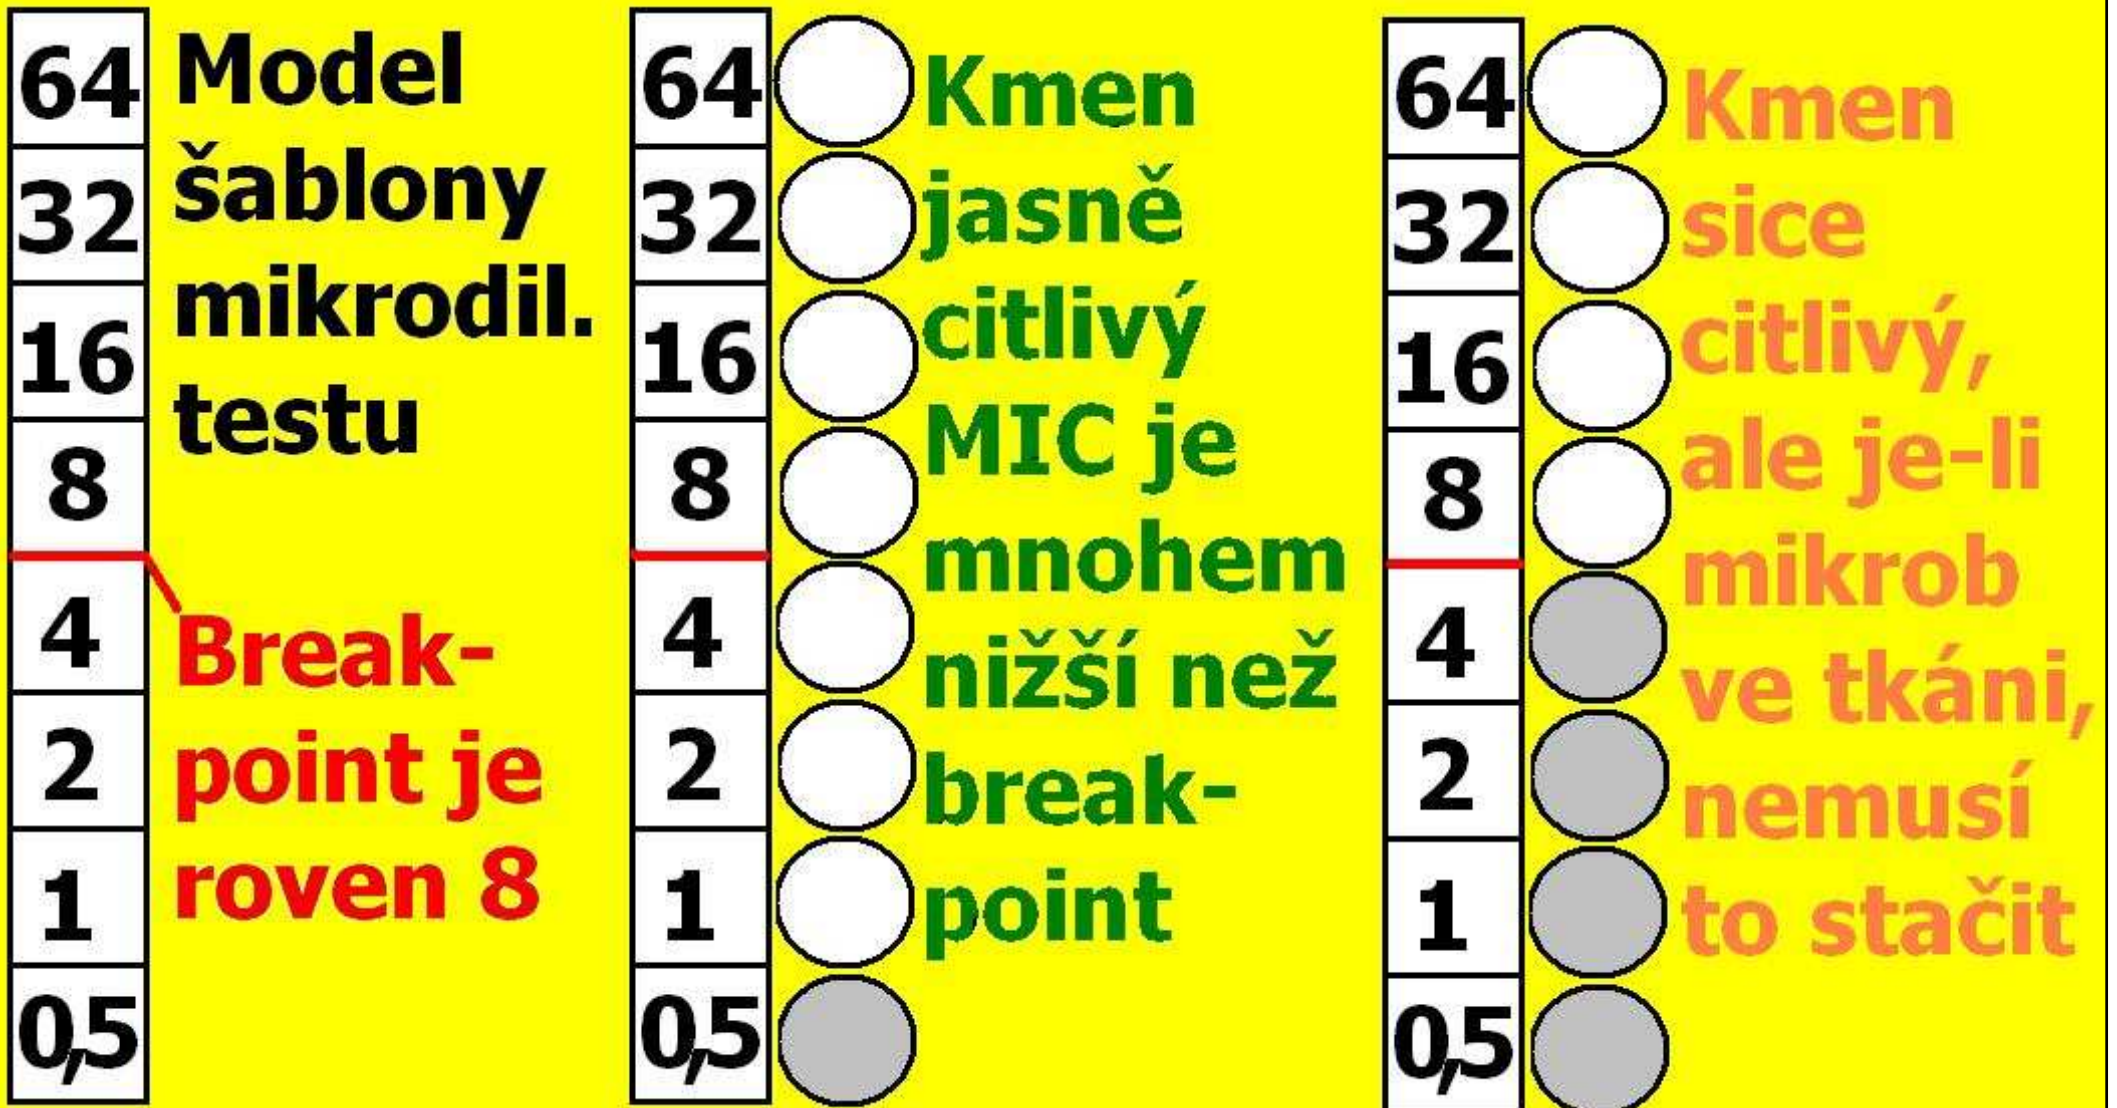 64
32
16
8
4
2
1
0,5
Model
šablony
mikrodil.
testu
Break-
point je
roven 8
64
32
16
8
4
2
1
0,5
Kmen
jasně
citlivý
MIC je
mnohem
nižší než
break-
point
64
32
16
8
4
2
1
0,5
Kmen
sice
citlivý,
ale je-li
mikrob
ve tkáni,
nemusí
to stačit